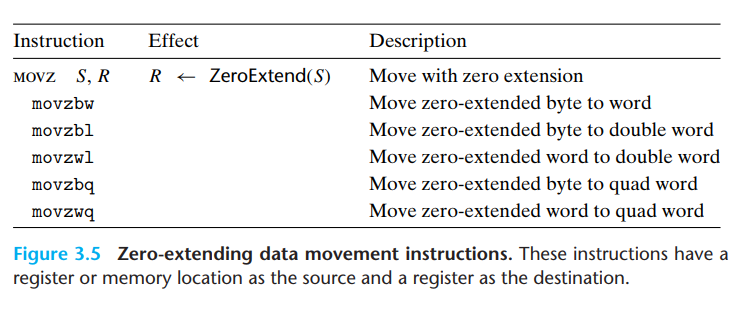 Instruction Effect Description
MOVZ S, R R ← ZeroExtend(S) Move with zero extension
movzbw Move zero-extended byte to word
movzbl Move zero-extended byte to double word
movzwl Move zero-extended word to double word
movzbq Move zero-extended byte to quad word
movzwq Move zero-extended word to quad word
Figure 3.5 Zero-extending data movement instructions. These instructions have a
register or memory location as the source and a register as the destination.